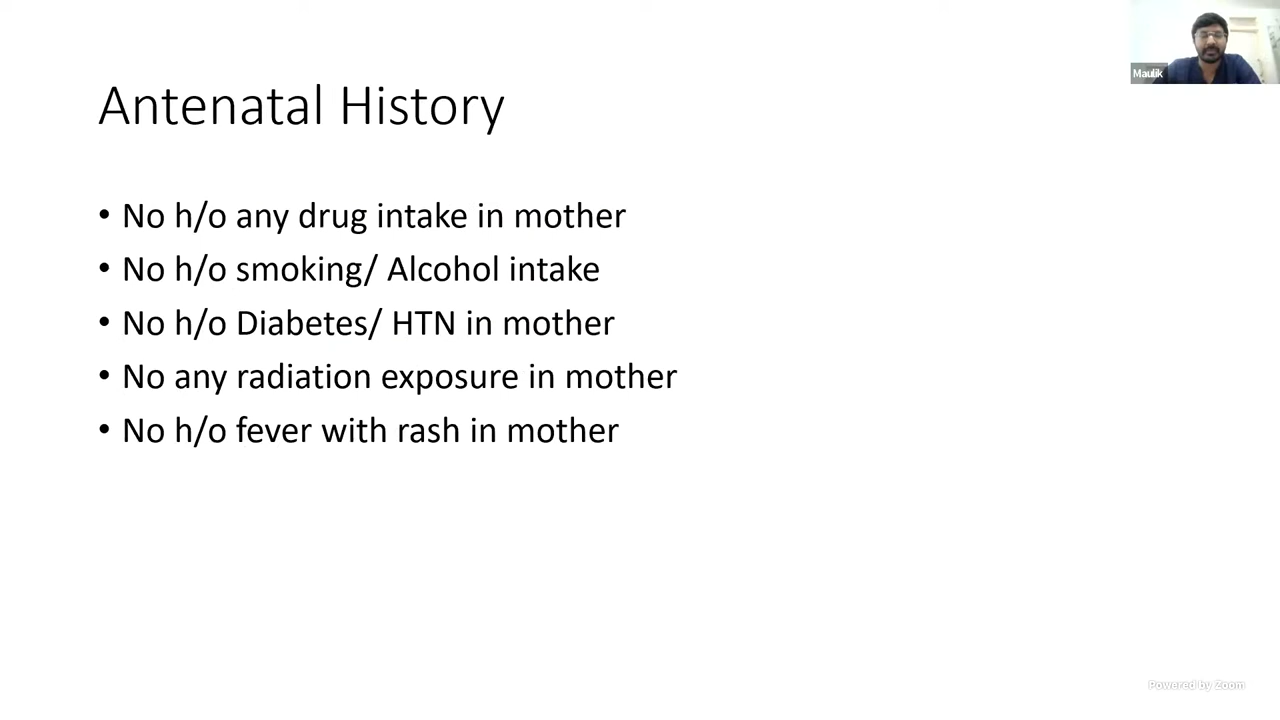 Maulik
Antenatal History
• No h/o any drug intake in mother
• No h/o smoking/ Alcohol intake
• No h/o Diabetes/ HTN in mother
• No any radiation exposure in mother
• No h/o fever with rash in mother
Powered by Zoom